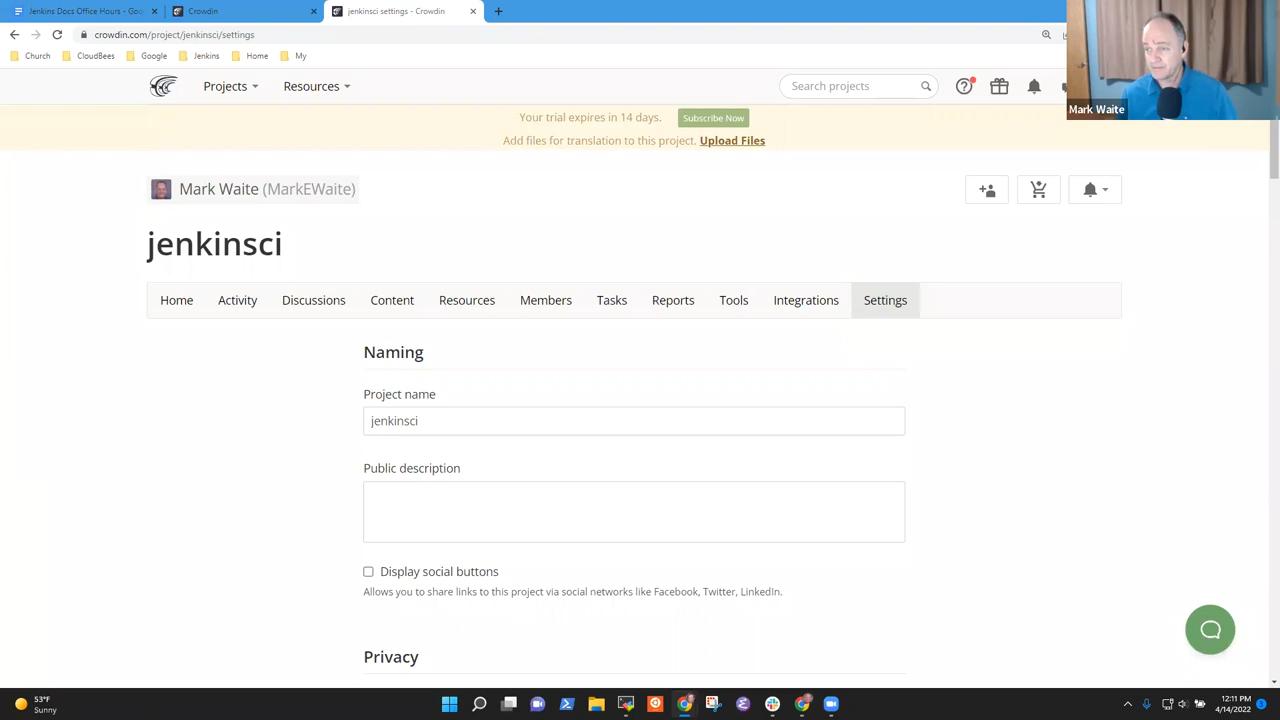 Jenkins Docs Office Hours - Goo
Crowdin
jenkinsci settings - Crowdin
crowdin.com/project/jenkinsci/settings
Church
CloudBees
Google
Jenkins
Home
My
Projects
Resources
Search projects
Your trial expires in 14 days.
Subscribe Now
Add files for translation to this project. Upload Files
Mark Waite
Mark Waite (MarkEWaite)
jenkinsci
Home
Activity
Discussions
Content
Resources
Members
Tasks
Reports
Tools
Integrations
Settings
Naming
Project name
jenkinsci
Public description
Display social buttons
Allows you to share links to this project via social networks like Facebook, Twitter, LinkedIn.
Privacy
53°F
Sunny
12:11 PM
4/14/2022